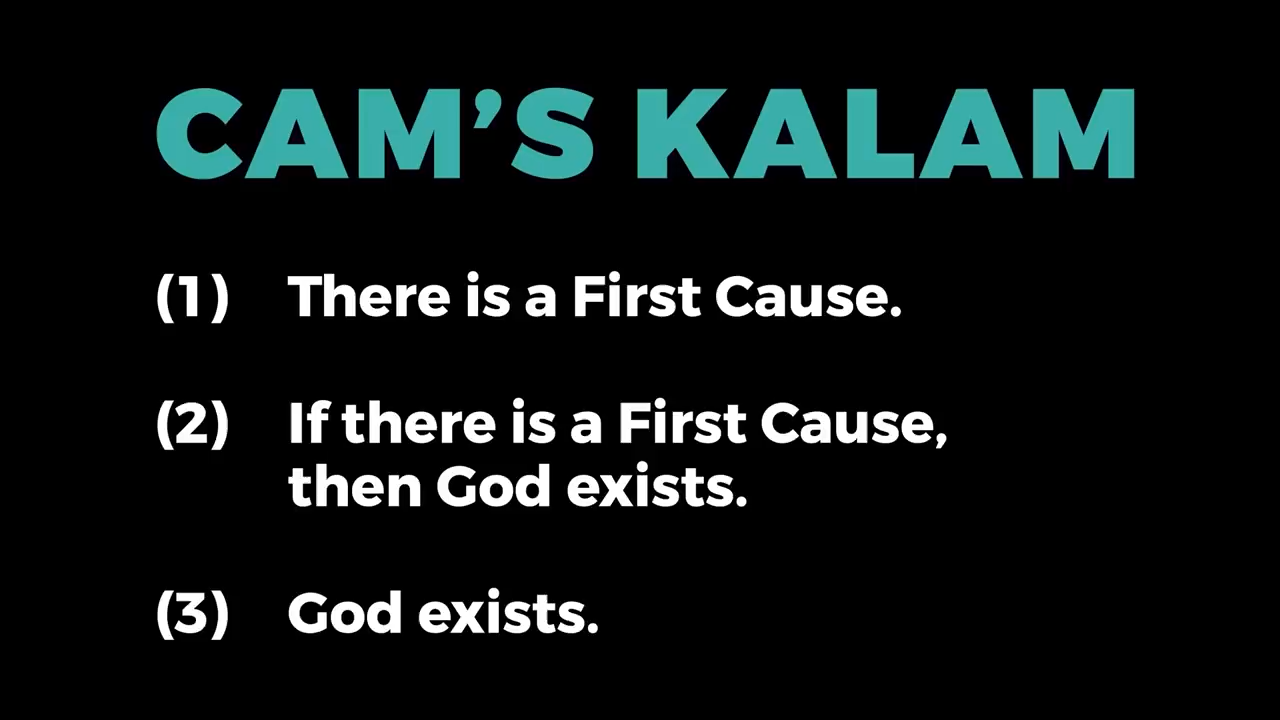 CAM’S KALAM
(1) There is a First Cause.
(2) If there is a First Cause,
then God exists.
(3) God exists.